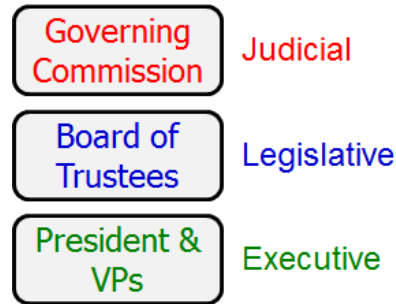 Governing
Commission
Judicial
Board of
Trustees
Legislative
President &
VPs
Executive